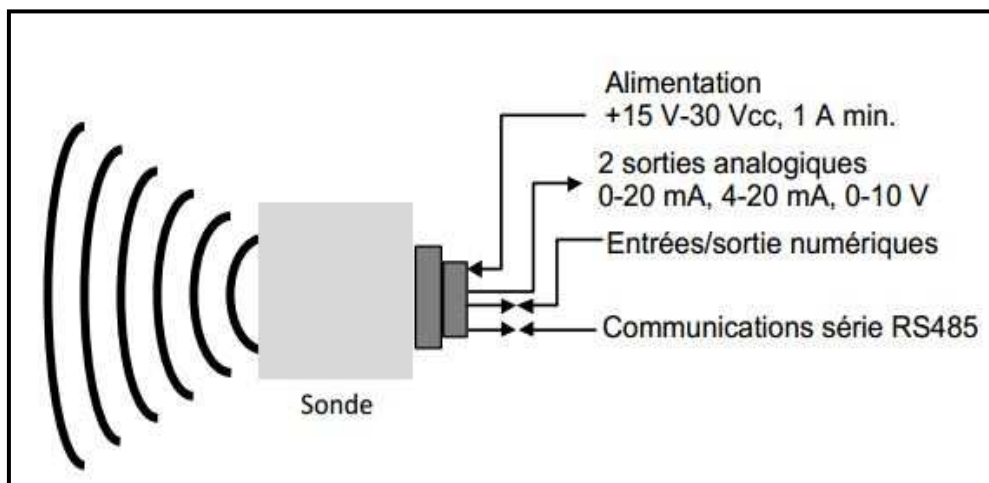 Alimentation
+15 V-30 Vcc, 1 A min.
2 sorties analogiques
0-20 mA, 4-20 mA, 0-10 V
Entrées/sortie numériques
Communications série RS485
Sonde